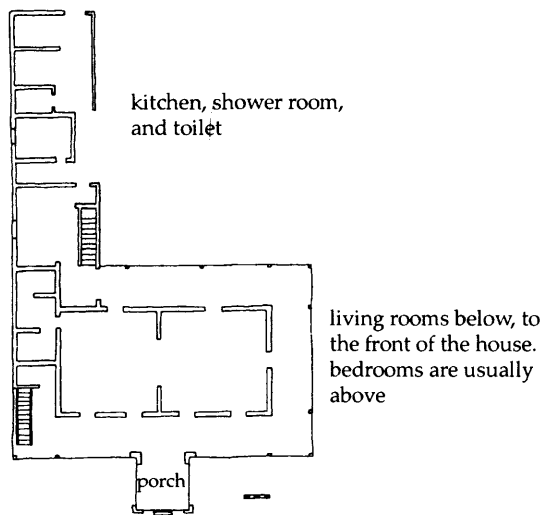 kitchen, shower room,
and toilet
living rooms below, to
the front of the house.
bedrooms are usually
above
porch